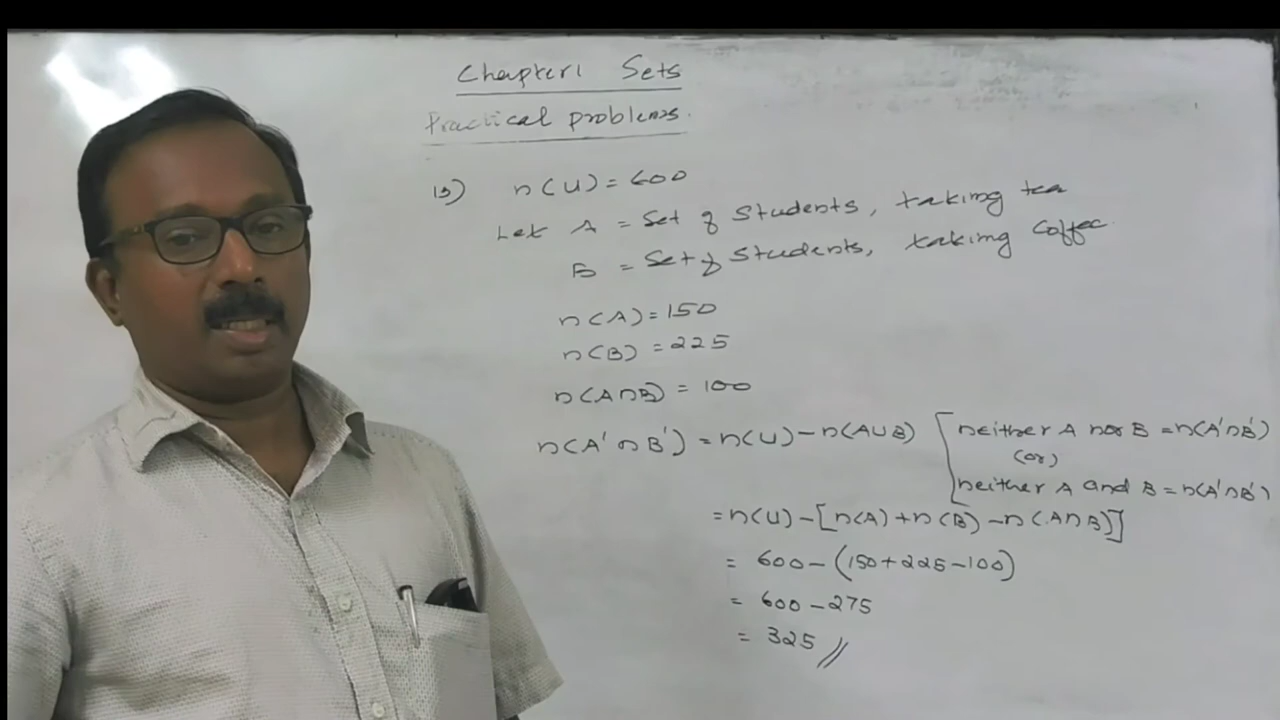 Chapter1 Sets
Practical problems.
15) n(U) = 600
Let A = Set of Students, taking tea
B = Set of Students, taking Coffee
n(A) = 150
n(B) = 225
n(A∩B) = 100
n(A'∩B') = n(U) - n(A∪B) [neither A nor B = n(A'∩B')
(or)
neither A and B = n(A'∩B')
= n(U) - [n(A) + n(B) - n(A∩B)]
= 600 - (150+225-100)
= 600 - 275
= 325 //